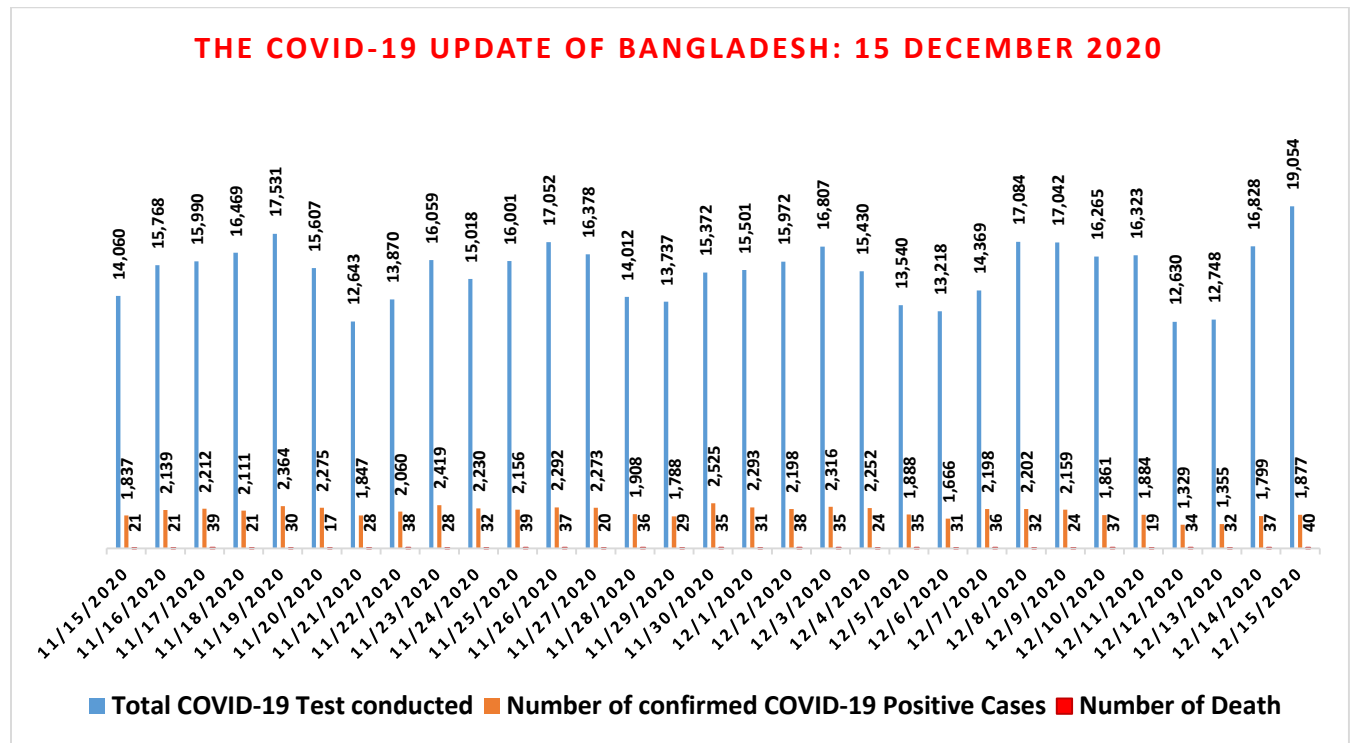 THE COVID-19 UPDATE OF BANGLADESH: 15 DECEMBER 2020
14,060 15,768 15,990 16,469 17,531 15,607 12,643 13,870 16,059 15,018 16,001 17,052 16,378 14,012 13,737 15,372 15,501 15,972 16,807 15,430 13,540 13,218 14,369 17,084 17,042 16,265 16,323 12,630 12,748 16,828 19,054
1,837 2,139 2,212 2,111 2,364 2,275 1,847 2,060 2,419 2,230 2,156 2,292 2,273 1,908 1,788 2,525 2,293 2,198 2,316 2,252 1,888 1,666 2,198 2,202 2,159 1,861 1,884 1,329 1,355 1,799 1,877
21 21 39 21 30 17 28 38 28 32 39 37 20 36 29 35 31 38 35 24 35 31 36 32 24 37 19 34 32 37 40
11/15/2020 11/16/2020 11/17/2020 11/18/2020 11/19/2020 11/20/2020 11/21/2020 11/22/2020 11/23/2020 11/24/2020 11/25/2020 11/26/2020 11/27/2020 11/28/2020 11/29/2020 11/30/2020 12/1/2020 12/2/2020 12/3/2020 12/4/2020 12/5/2020 12/6/2020 12/7/2020 12/8/2020 12/9/2020 12/10/2020 12/11/2020 12/12/2020 12/13/2020 12/14/2020 12/15/2020
Total COVID-19 Test conducted Number of confirmed COVID-19 Positive Cases Number of Death